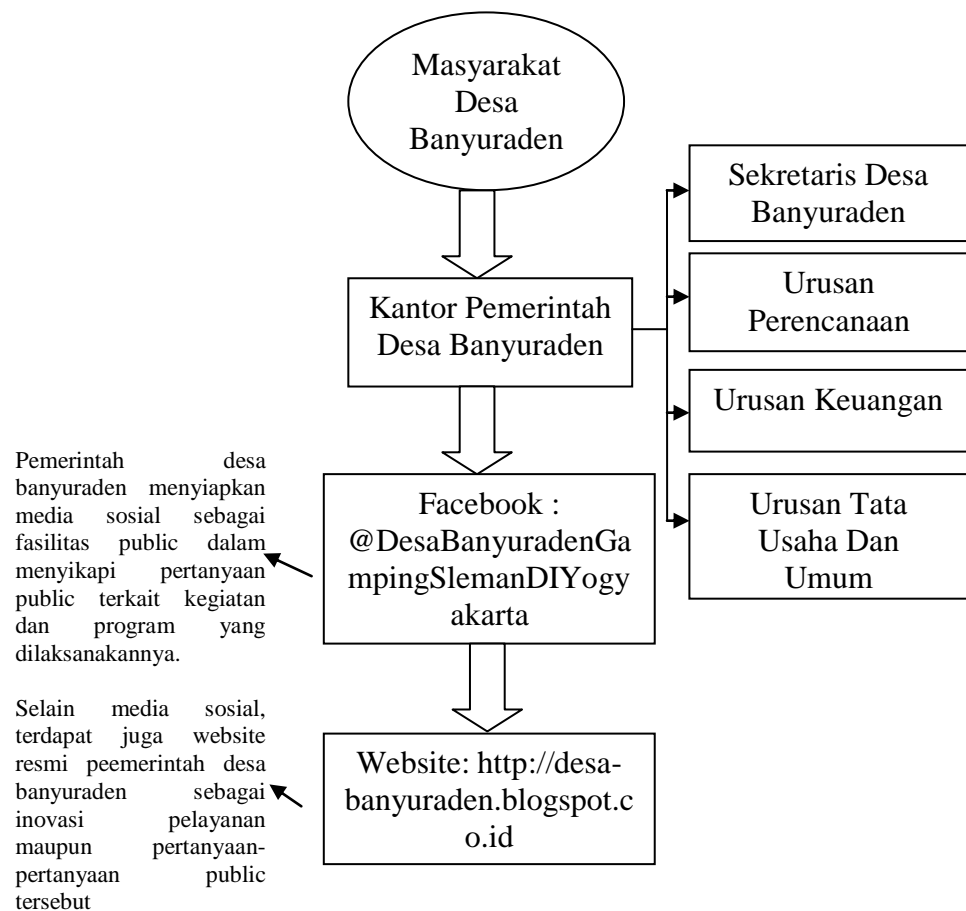 Masyarakat
Desa
Banyuraden
Sekretaris Desa
Banyuraden
Kantor Pemerintah
Desa Banyuraden
Urusan
Perencanaan
Urusan Keuangan
Urusan Tata
Usaha Dan
Umum
Pemerintah desa
banyuraden menyiapkan
media sosial sebagai
fasilitas public dalam
menyikapi pertanyaan
public terkait kegiatan
dan program yang
dilaksanakannya.
Facebook :
@DesaBanyuradenGa
mpingSlemanDIYogy
akarta
Selain media sosial,
terdapat juga website
resmi peemerintah desa
banyuraden sebagai
inovasi pelayanan
maupun pertanyaan-
pertanyaan public
tersebut
Website: http://desa-
banyuraden.blogspot.c
o.id